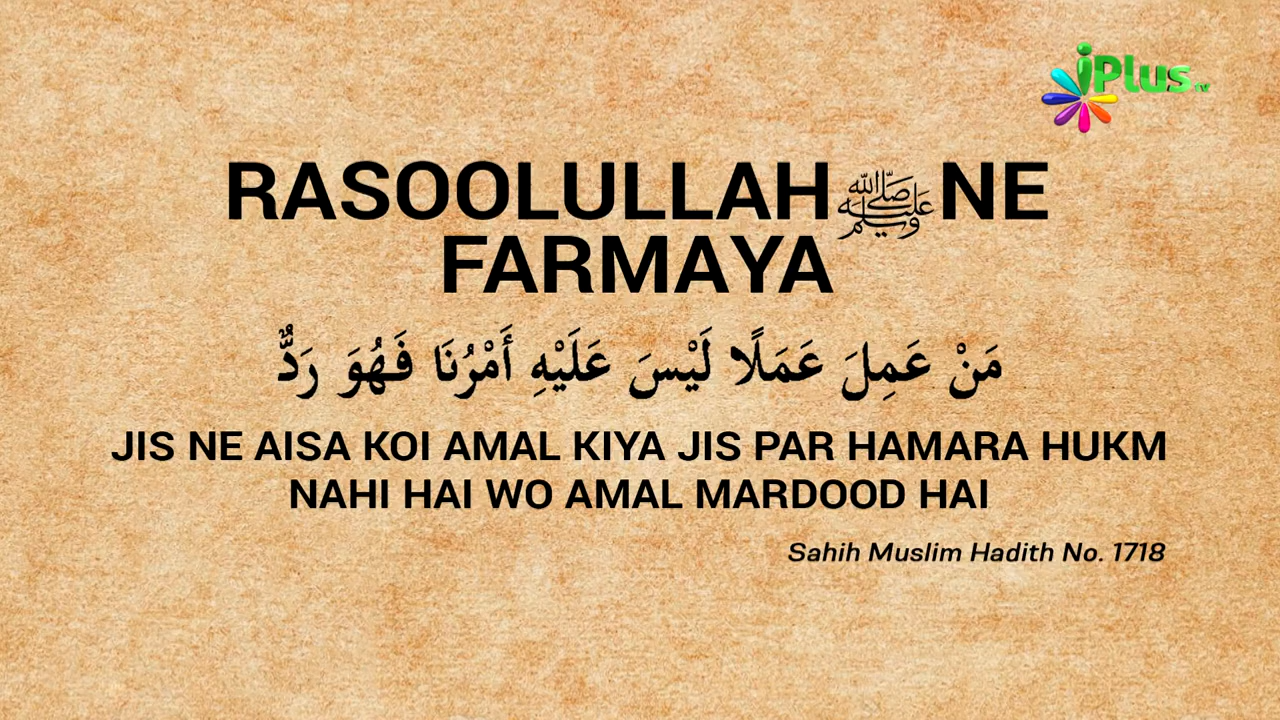 iPlus TV
RASOOLULLAH ﷺ NE
FARMAYA
مَنْ عَمِلَ عَمَلًا لَيْسَ عَلَيْهِ أَمْرُنَا فَهُوَ رَدٌّ
JIS NE AISA KOI AMAL KIYA JIS PAR HAMARA HUKM
NAHI HAI WO AMAL MARDOOD HAI
Sahih Muslim Hadith No. 1718